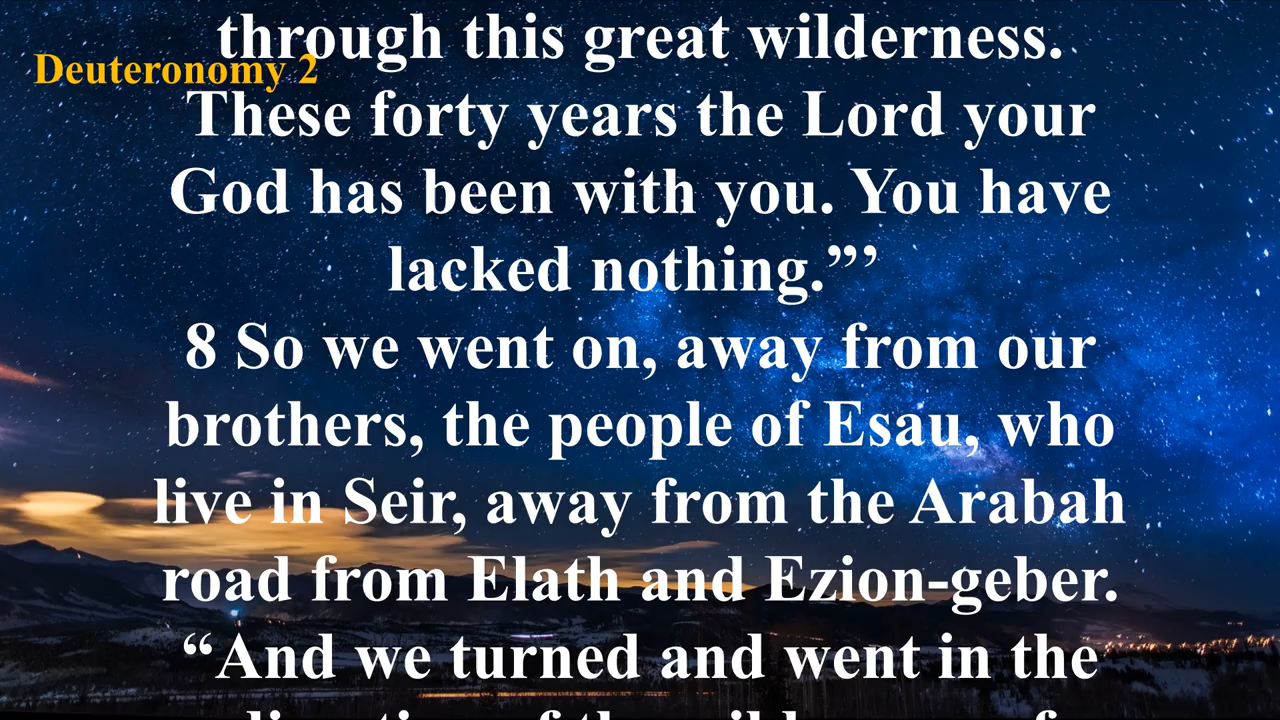 through this great wilderness.
Deuteronomy 2
These forty years the Lord your
God has been with you. You have
lacked nothing.”’
8 So we went on, away from our
brothers, the people of Esau, who
live in Seir, away from the Arabah
road from Elath and Ezion-geber.
“And we turned and went in the